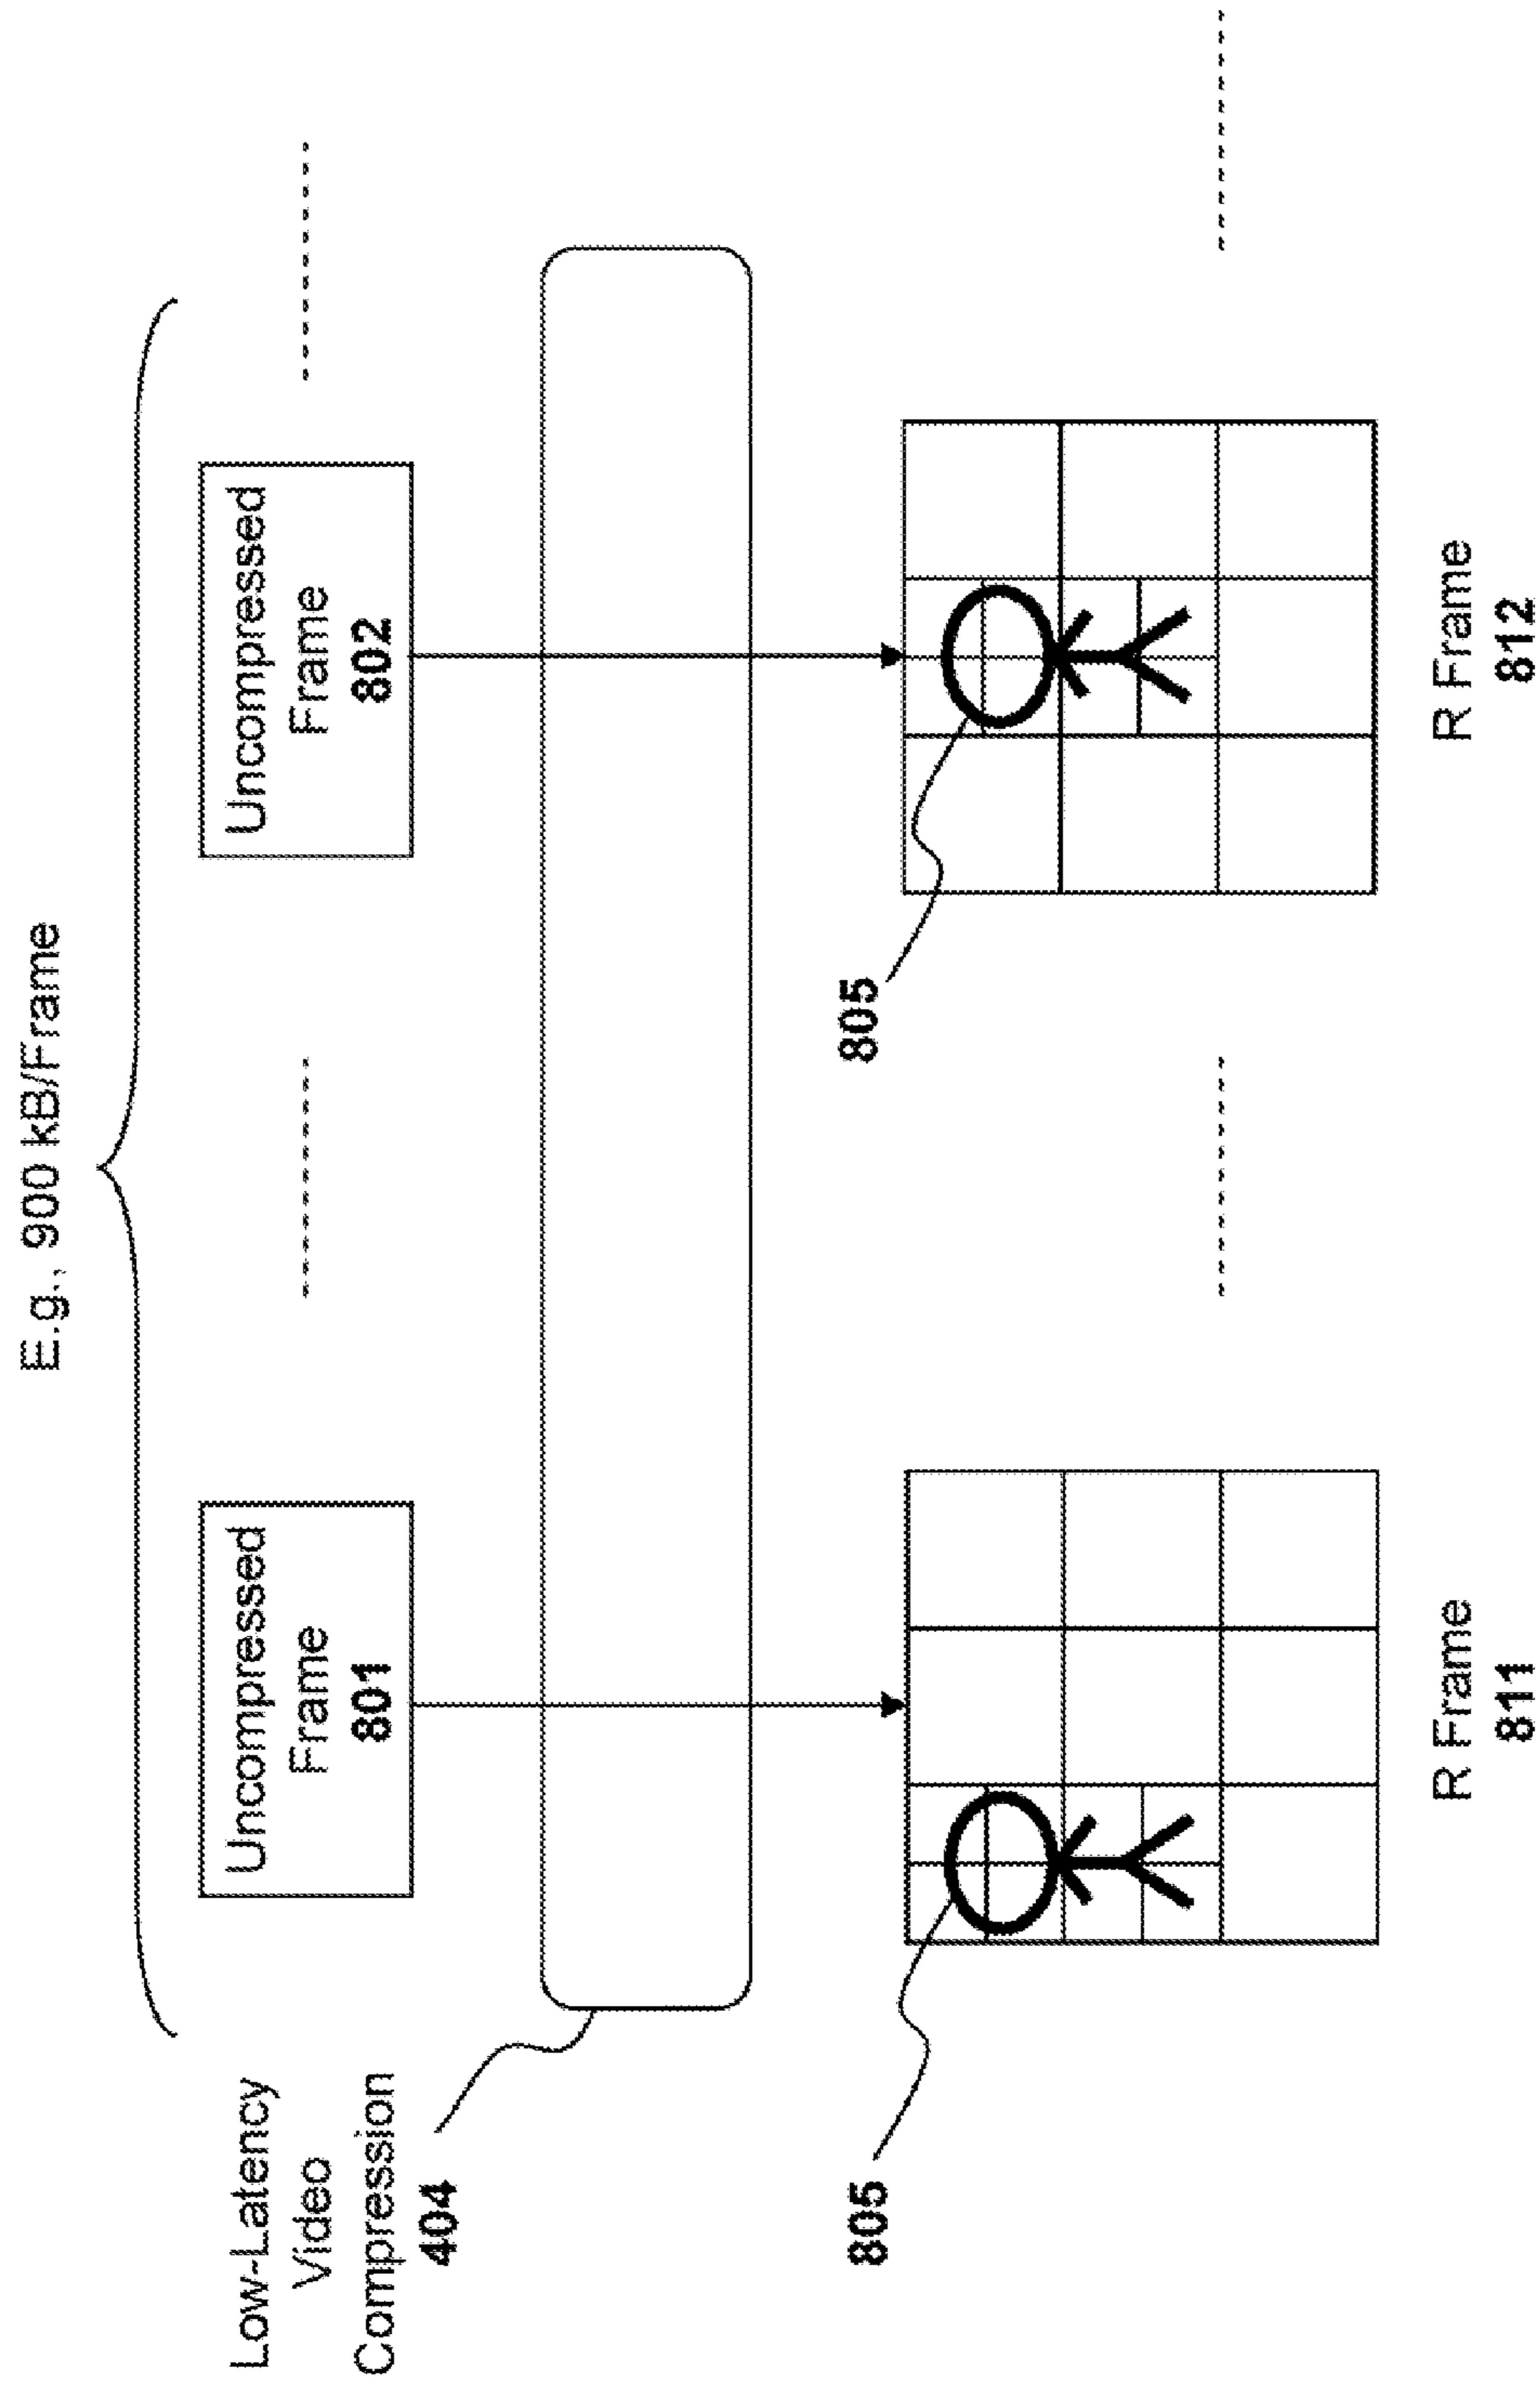 E.g., 900 kB/Frame
Low-Latency
Video
Compression
404
Uncompressed
Frame
801
Uncompressed
Frame
802
805
805
R Frame
811
R Frame
812